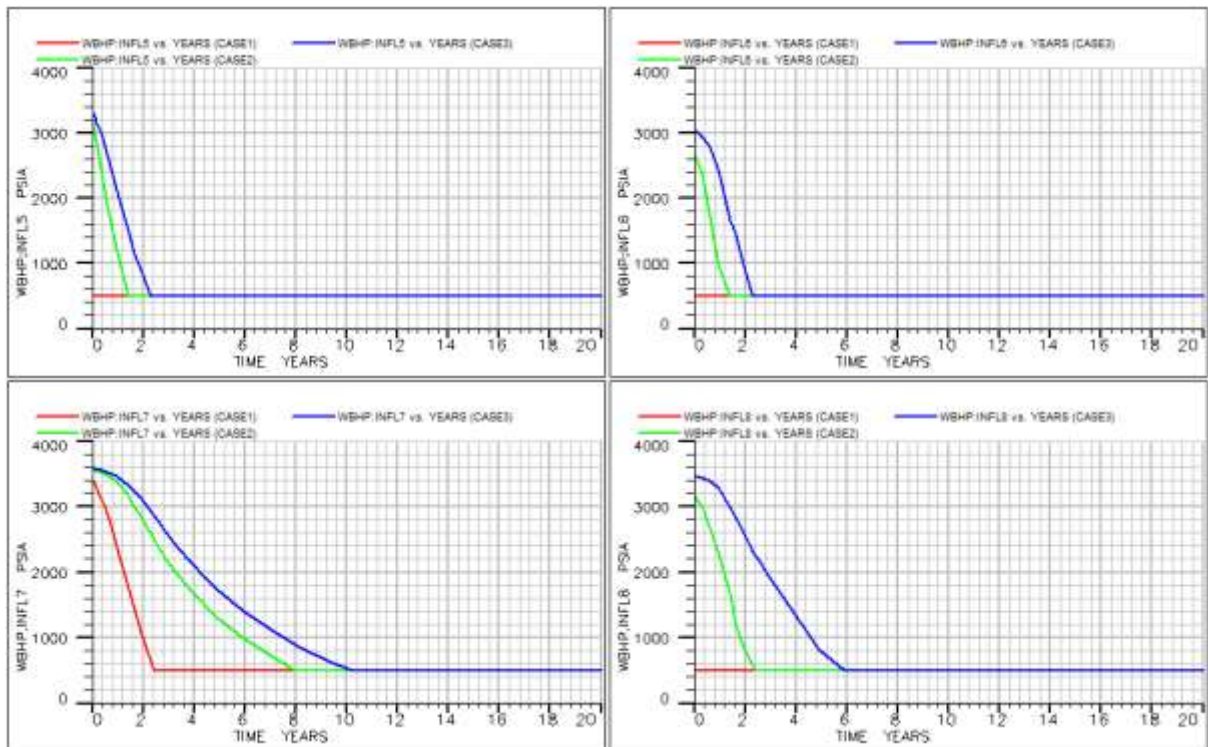 WBHP:INFL5 vs. YEARS (CASE1) WBHP:INFL5 vs. YEARS (CASE3)
WBHP:INFL5 vs. YEARS (CASE2)
4000
3000
2000
1000
0
WBHP:INFL5 PSIA
0 2 4 6 8 10 12 14 16 18 20
TIME YEARS
WBHP:INFL6 vs. YEARS (CASE1) WBHP:INFL6 vs. YEARS (CASE3)
WBHP:INFL6 vs. YEARS (CASE2)
4000
3000
2000
1000
0
WBHP:INFL6 PSIA
0 2 4 6 8 10 12 14 16 18 20
TIME YEARS
WBHP:INFL7 vs. YEARS (CASE1) WBHP:INFL7 vs. YEARS (CASE3)
WBHP:INFL7 vs. YEARS (CASE2)
4000
3000
2000
1000
0
WBHP:INFL7 PSIA
0 2 4 6 8 10 12 14 16 18 20
TIME YEARS
WBHP:INFL8 vs. YEARS (CASE1) WBHP:INFL8 vs. YEARS (CASE3)
WBHP:INFL8 vs. YEARS (CASE2)
4000
3000
2000
1000
0
WBHP:INFL8 PSIA
0 2 4 6 8 10 12 14 16 18 20
TIME YEARS